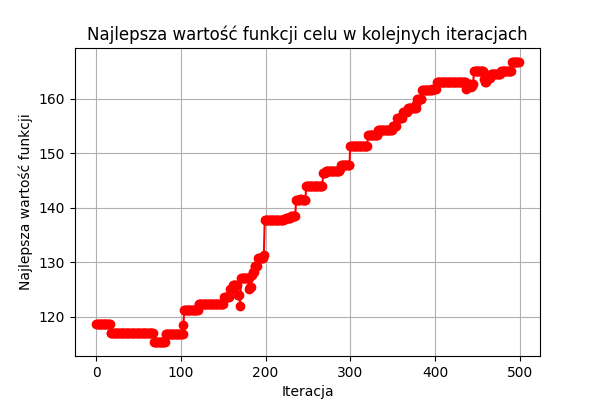 Najlepsza wartość funkcji celu w kolejnych iteracjach
Najlepsza wartość funkcji
160
150
140
130
120
0 100 200 300 400 500
Iteracja